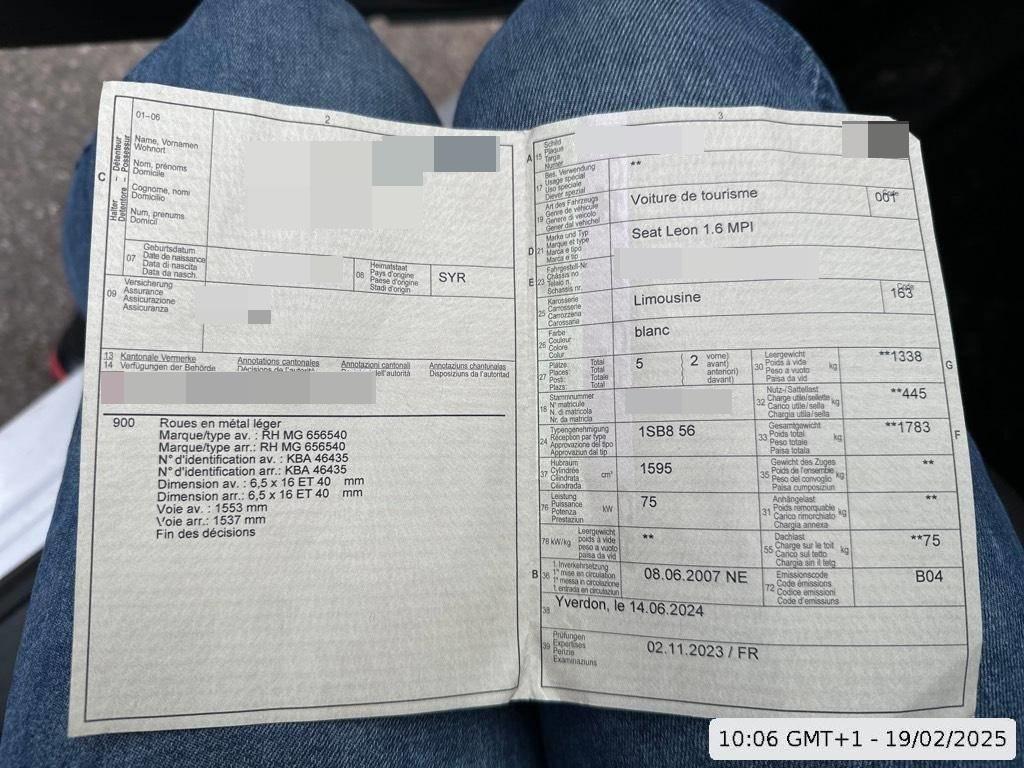 01–06
2
C
Halter – Détenteur
Detentore – Possessur
Name, Vornamen
Wohnort
Nom, prénoms
Domicile
Cognome, nomi
Domicilio
Num, prenums
Domicil
07
Geburtsdatum
Date de naissance
Data di nascita
Data da nasch.
08
Heimatstaat
Pays d'origine
Paese d'origine
Stadi d'origin
SYR
09
Versicherung
Assurance
Assicurazione
Assicuranza
13 Kantonale Vermerke
14 Verfügungen der Behörde
Annotations cantonales
Décisions de l'autorité
Annotazioni cantonali
dell'autorità
Annotaziuns chantunalas
Disposiziuns da l'autoritad
900 Roues en métal léger
Marque/type av. : RH MG 656540
Marque/type arr.: RH MG 656540
N° d'identification av. : KBA 46435
N° d'identification arr.: KBA 46435
Dimension av. : 6,5 x 16 ET 40 mm
Dimension arr.: 6,5 x 16 ET 40 mm
Voie av. : 1553 mm
Voie arr.: 1537 mm
Fin des décisions
3
A 15
Schild
Plaque
Targa
Numer
17
Bes. Verwendung
Usage spécial
Uso speciale
Diever spezial
**
19
Art des Fahrzeugs
Genre de véhicule
Genere di veicolo
Gener dal vehichel
Voiture de tourisme
Code
001
D 21
Marke und Typ
Marque et type
Marca e tipo
Marca e tip
Seat Leon 1.6 MPI
E 23
Fahrgestell-Nr.
Châssis no
Telaio n.
Schassis nr.
25
Karosserie
Carrosserie
Carrozzeria
Carossaria
Limousine
Code
163
26
Farbe
Couleur
Colore
Colur
blanc
27
Plätze: Total
Places: Total
Posti: Totale
Plazs: Total
5
2
vorne)
avant)
anteriori)
davant)
30
Leergewicht
Poids à vide
Peso a vuoto
Paisa da vid
kg
**1338
G
18
Stammnummer
N° matricule
N. di matricola
Nr. da matricla
32
Nutz-/Sattellast
Charge utile/sellette
Carico utile/sella
Chargia utila/sella
kg
**445
24
Typengenehmigung
Réception par type
Approvazione del tipo
Approvaziun dal tip
1SB8 56
33
Gesamtgewicht
Poids total
Peso totale
Paisa totala
kg
**1783
F
37
Hubraum
Cylindrée
Cilindrata
Cilindrada
cm³
1595
35
Gewicht des Zuges
Poids de l'ensemble
Peso del convoglio
Paisa cumposiziun
kg
**
76
Leistung
Puissance
Potenza
Prestaziun
kW
75
31
Anhängelast
Poids remorquable
Carico rimorchiato
Chargia annexa
kg
**
78 kW/kg
Leergewicht
poids à vide
peso a vuoto
paisa da vid
**
55
Dachlast
Charge sur le toit
Carico sul tetto
Chargia sin il tetg
kg
**75
B 36
1. Inverkehrsetzung
1re mise en circulation
1a messa in circolazione
1. entrada en circulaziun
08.06.2007 NE
72
Emissionscode
Code émissions
Codice emissioni
Code d'emissiuns
B04
38
Yverdon, le 14.06.2024
39
Prüfungen
Expertises
Perizie
Examinaziuns
02.11.2023 / FR
10:06 GMT+1 - 19/02/2025